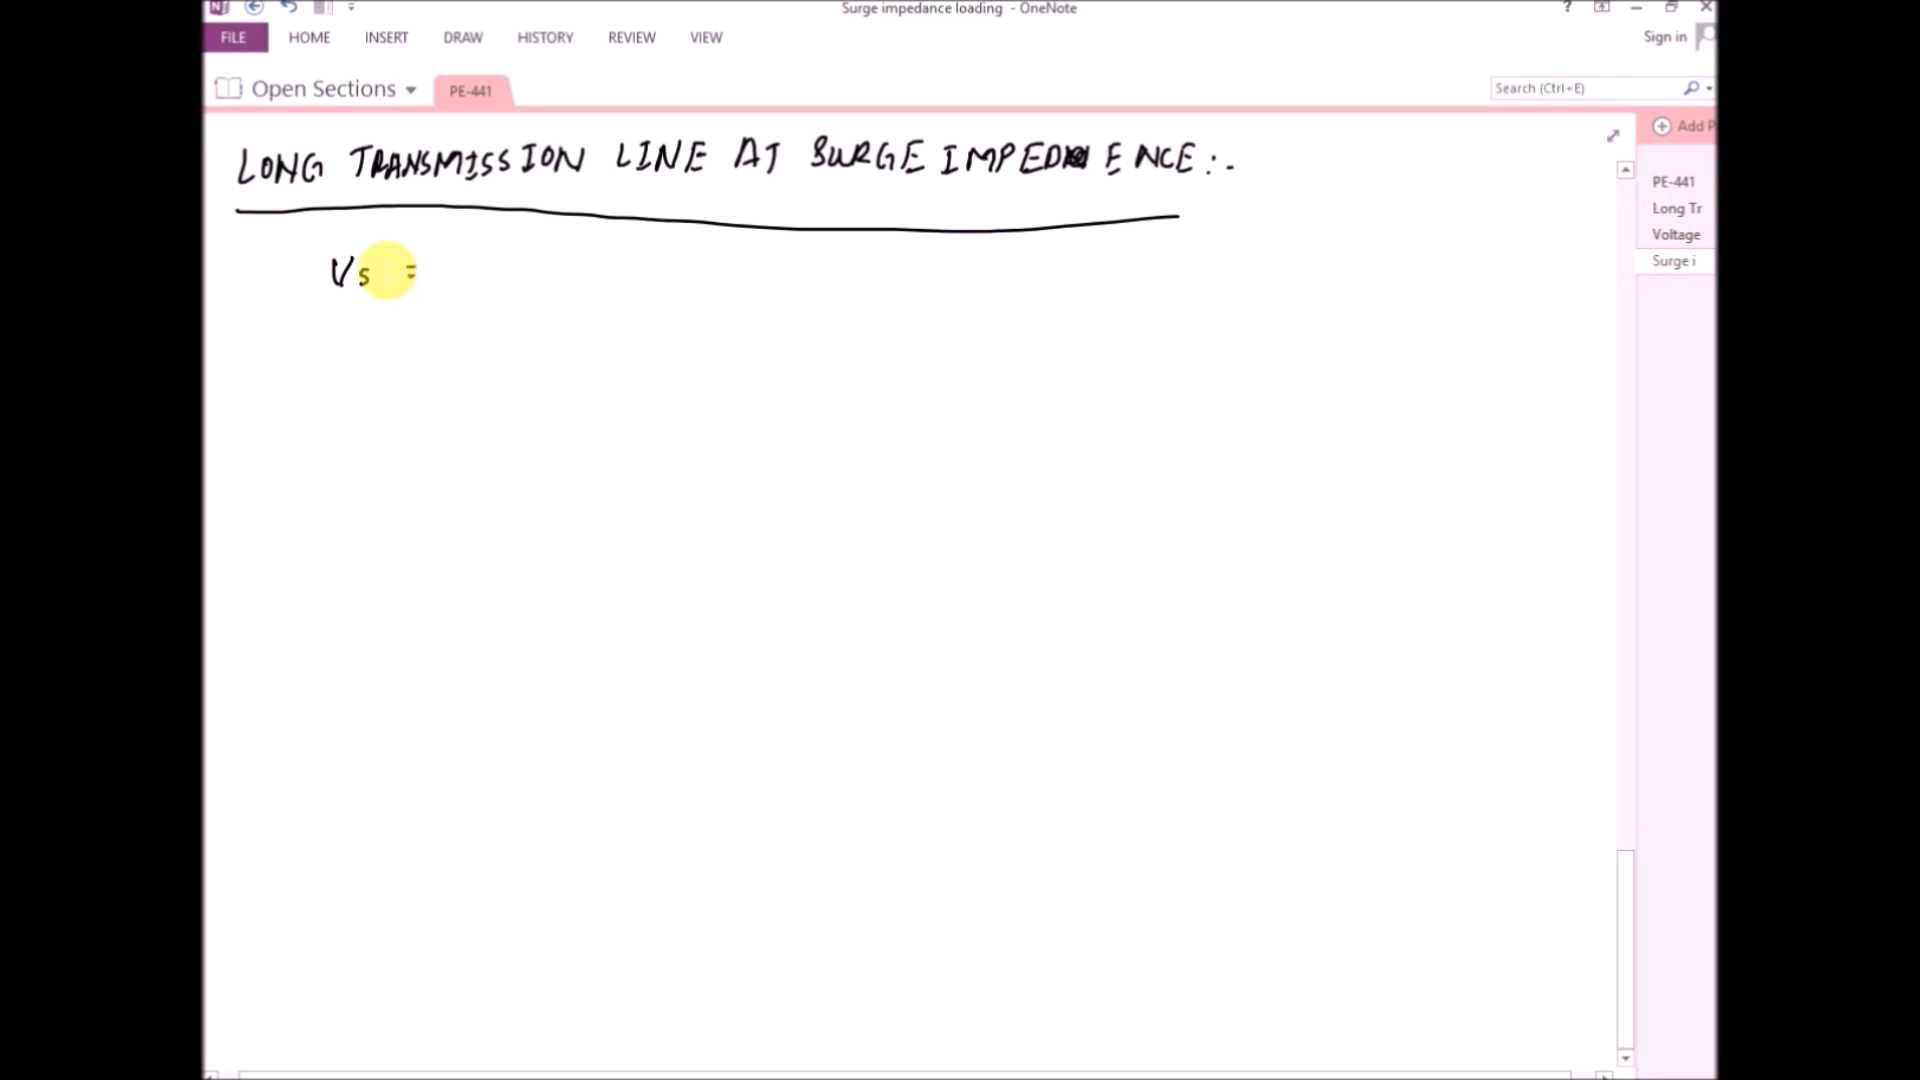 Surge impedance loading - OneNote
?
FILE HOME INSERT DRAW HISTORY REVIEW VIEW
Sign in
Open Sections PE-441
Search (Ctrl+E)
Add P
LONG TRANSMISSION LINE AT SURGE IMPEDENCE :-
Vs =
PE-441
Long Tr
Voltage
Surge i